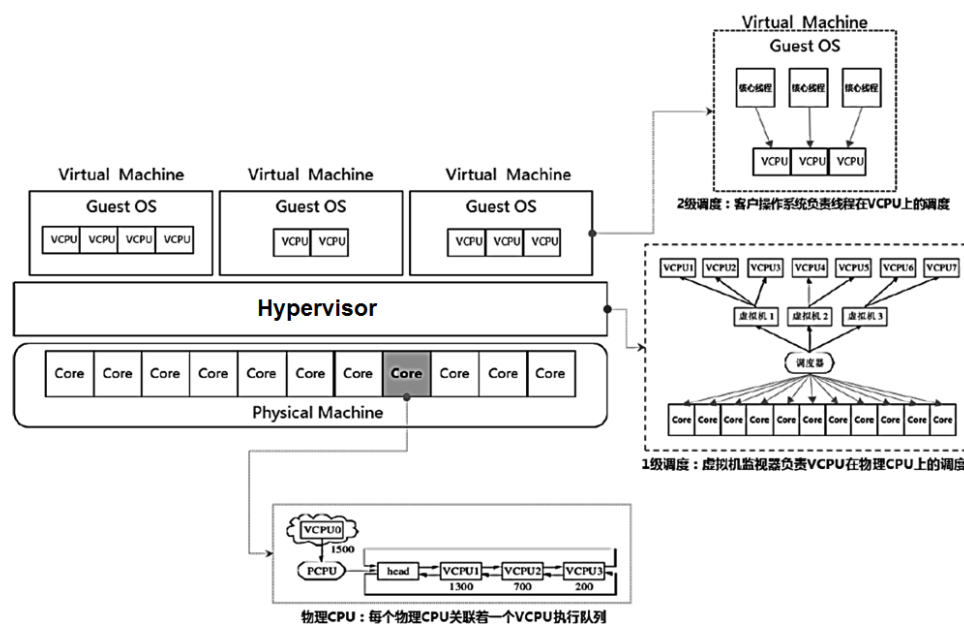 Virtual Machine
Guest OS
核心线程 核心线程 核心线程
VCPU VCPU VCPU
2级调度：客户操作系统负责线程在VCPU上的调度
Virtual Machine Virtual Machine Virtual Machine
Guest OS Guest OS Guest OS
VCPU VCPU VCPU VCPU VCPU VCPU VCPU VCPU VCPU
Hypervisor
Core Core Core Core Core Core Core Core Core Core Core
Physical Machine
VCPU1 VCPU2 VCPU3 VCPU4 VCPU5 VCPU6 VCPU7
虚拟机 1 虚拟机 2 虚拟机 3
调度器
Core Core Core Core Core Core Core Core Core Core Core
1级调度：虚拟机监视器负责VCPU在物理CPU上的调度
VCPU0
1500
PCPU head VCPU1 VCPU2 VCPU3
1300 700 200
物理CPU：每个物理CPU关联着一个VCPU执行队列